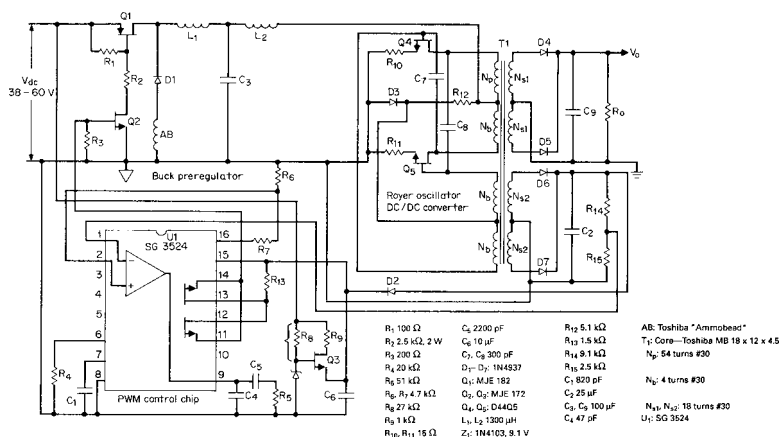 Q1
L1
L2
Vdc
38 – 60 V
R1
R2
D1
C3
Q2
R3
AB
Buck preregulator
Q4
R10
C7
D3
R12
C8
R11
Q5
Royer oscillator
DC/DC converter
T1
Np
Nb
Nb
Nb
Ns1
Ns1
Ns2
Ns2
D4
Vo
C9
Ro
D5
D6
R14
C2
R15
D7
D2
R6
R7
U1
SG 3524
1
2
3
4
5
6
7
8
16
15
14
13
12
11
10
9
R13
R8
R9
Q3
C5
C4
R5
C6
R4
C1
PWM control chip
R1 100 Ω
R2 2.5 kΩ, 2 W
R3 200 Ω
R4 20 kΩ
R5 51 kΩ
R6, R7 4.7 kΩ
R8 27 kΩ
R9 1 kΩ
R10, R11 15 Ω
C5 2200 pF
C6 10 μF
C7, C8 300 pF
D1– D7: 1N4937
Q1: MJE 182
Q2, Q3: MJE 172
Q4, Q5: D44Q5
L1, L2 1300 μH
Z1: 1N4103, 9.1 V
R12 5.1 kΩ
R13 1.5 kΩ
R14 9.1 kΩ
R15 2.5 kΩ
C1 820 pF
C2 25 μF
C3, C9 100 μF
C4 47 pF
AB: Toshiba "Ammobead"
T1: Core—Toshiba MB 18 x 12 x 4.5
Np: 54 turns #30
Nb: 4 turns #30
Ns1, Ns2: 18 turns #30
U1: SG 3524